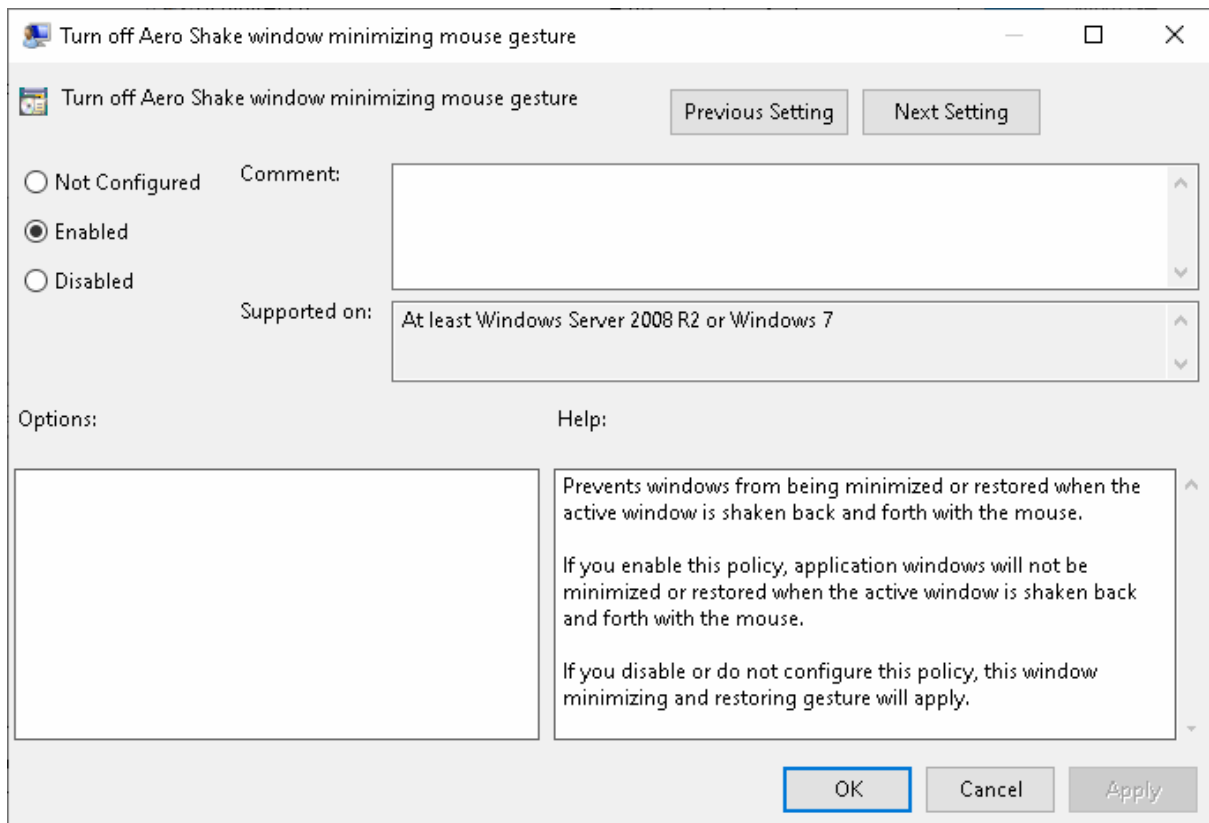 Turn off Aero Shake window minimizing mouse gesture
Turn off Aero Shake window minimizing mouse gesture
Previous Setting
Next Setting
Not Configured
Enabled
Disabled
Comment:
Supported on:
At least Windows Server 2008 R2 or Windows 7
Options:
Help:
Prevents windows from being minimized or restored when the
active window is shaken back and forth with the mouse.
If you enable this policy, application windows will not be
minimized or restored when the active window is shaken back
and forth with the mouse.
If you disable or do not configure this policy, this window
minimizing and restoring gesture will apply.
OK
Cancel
Apply